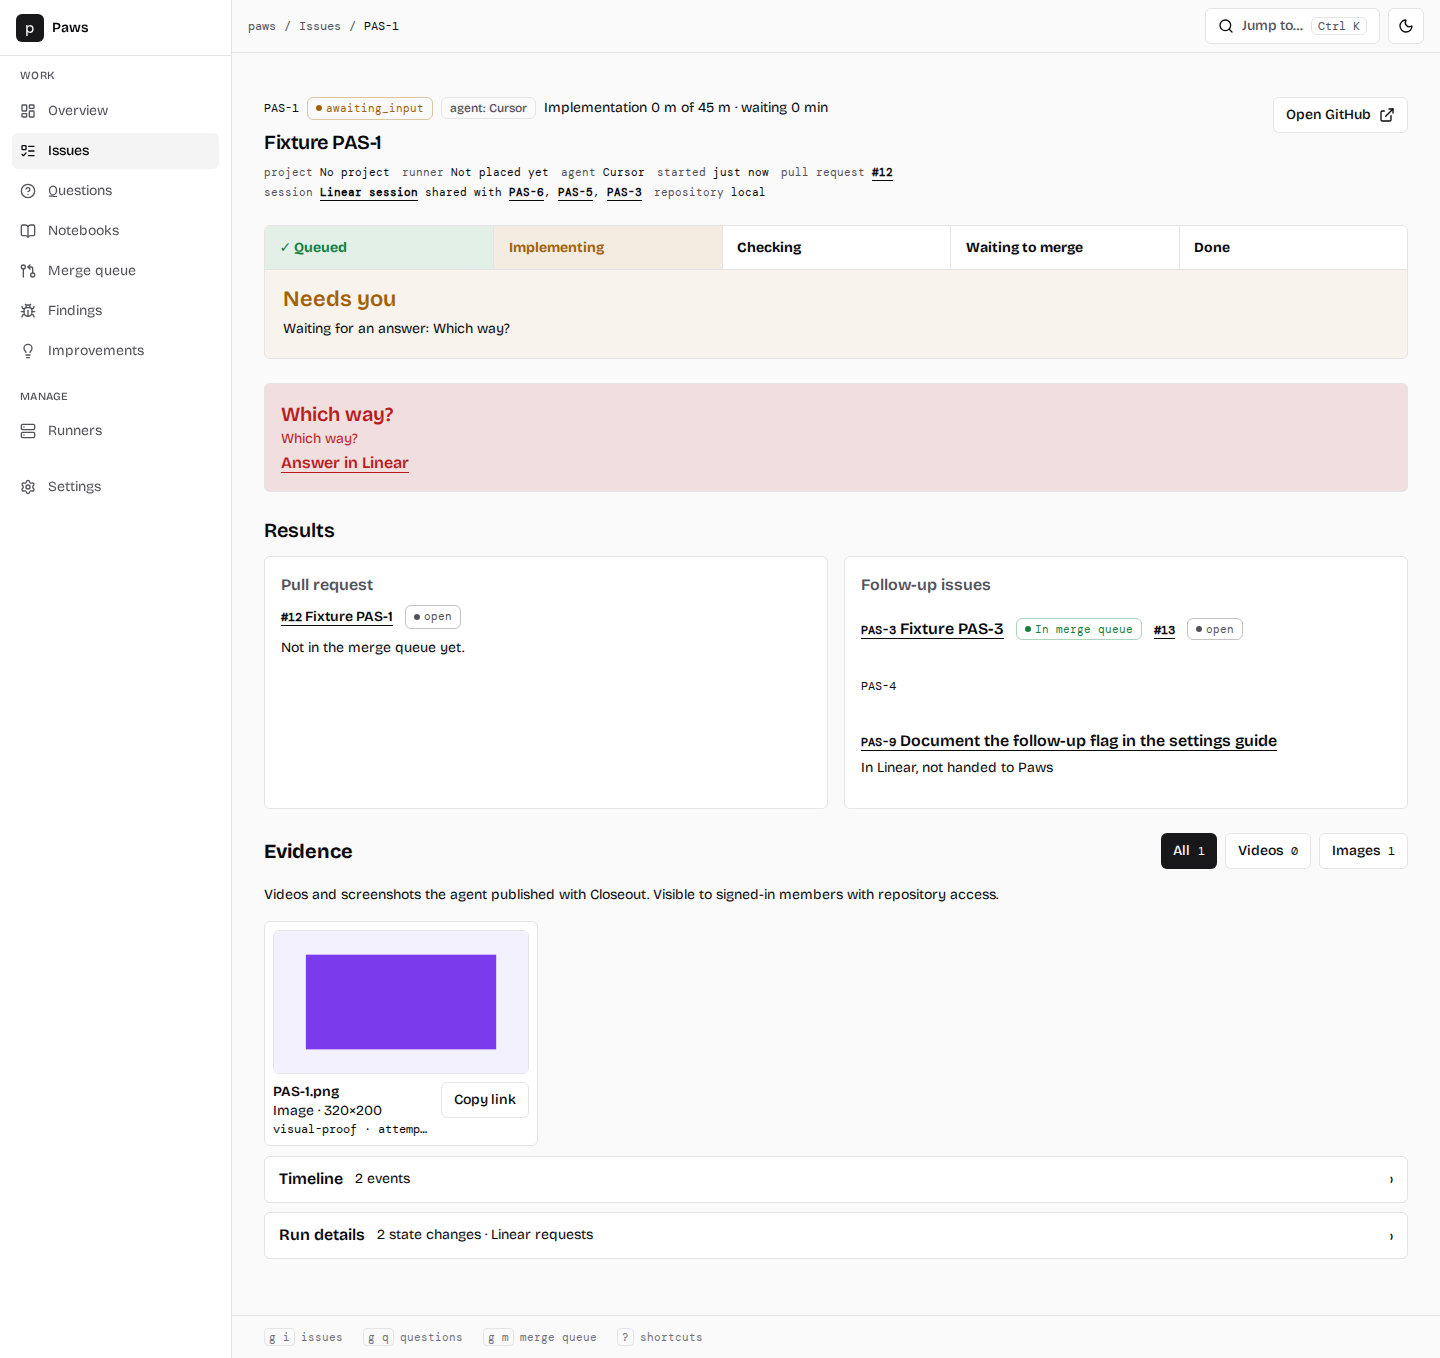 p Paws
paws / Issues / PAS-1
Jump to... Ctrl K
WORK
Overview
Issues
Questions
Notebooks
Merge queue
Findings
Improvements
MANAGE
Runners
Settings
PAS-1 awaiting_input agent: Cursor Implementation 0 m of 45 m · waiting 0 min
Open GitHub
Fixture PAS-1
project No project runner Not placed yet agent Cursor started just now pull request #12
session Linear session shared with PAS-6, PAS-5, PAS-3 repository local
✓ Queued Implementing Checking Waiting to merge Done
Needs you
Waiting for an answer: Which way?
Which way?
Which way?
Answer in Linear
Results
Pull request
#12 Fixture PAS-1 open
Not in the merge queue yet.
Follow-up issues
PAS-3 Fixture PAS-3 In merge queue #13 open
PAS-4
PAS-9 Document the follow-up flag in the settings guide
In Linear, not handed to Paws
Evidence
All 1 Videos 0 Images 1
Videos and screenshots the agent published with Closeout. Visible to signed-in members with repository access.
PAS-1.png
Image · 320×200
visual-proof · attemp…
Copy link
Timeline 2 events ›
Run details 2 state changes · Linear requests ›
g i issues g q questions g m merge queue ? shortcuts